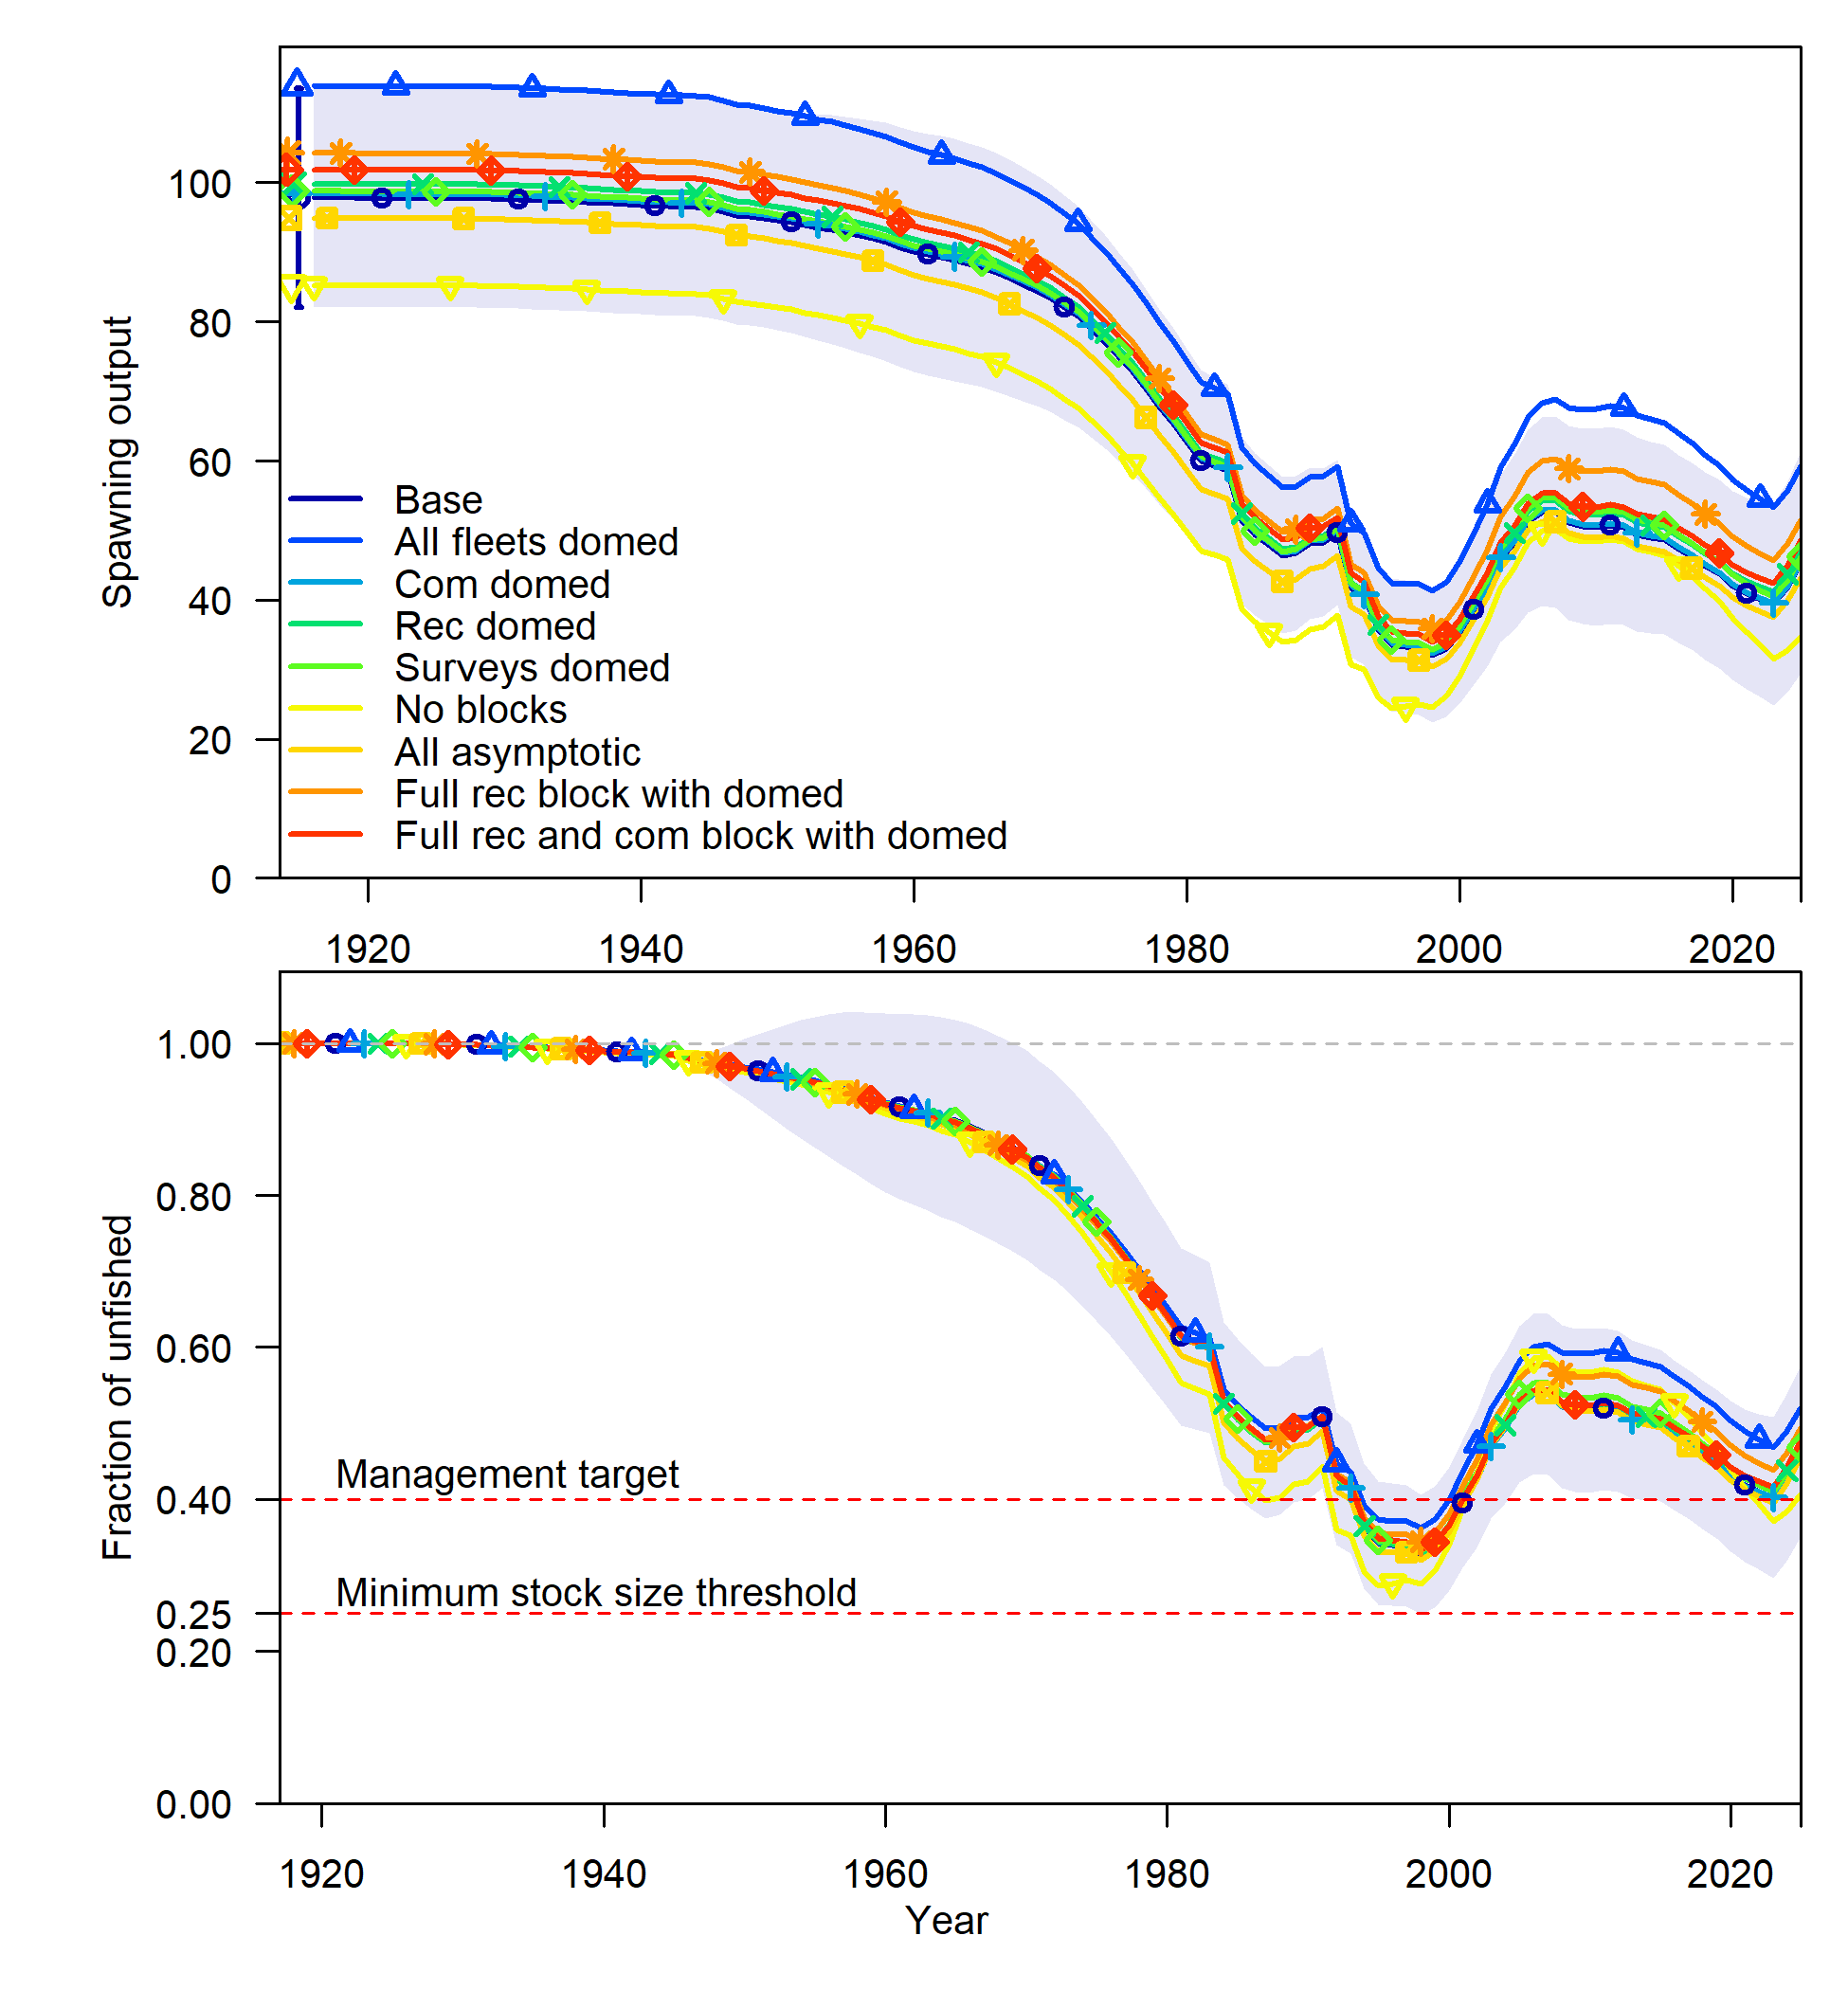 Spawning output
100
80
60
40
20
0
Base
All fleets domed
Com domed
Rec domed
Surveys domed
No blocks
All asymptotic
Full rec block with domed
Full rec and com block with domed
1920 1940 1960 1980 2000 2020
Fraction of unfished
1.00
0.80
0.60
0.40
0.25
0.20
0.00
Management target
Minimum stock size threshold
1920 1940 1960 1980 2000 2020
Year